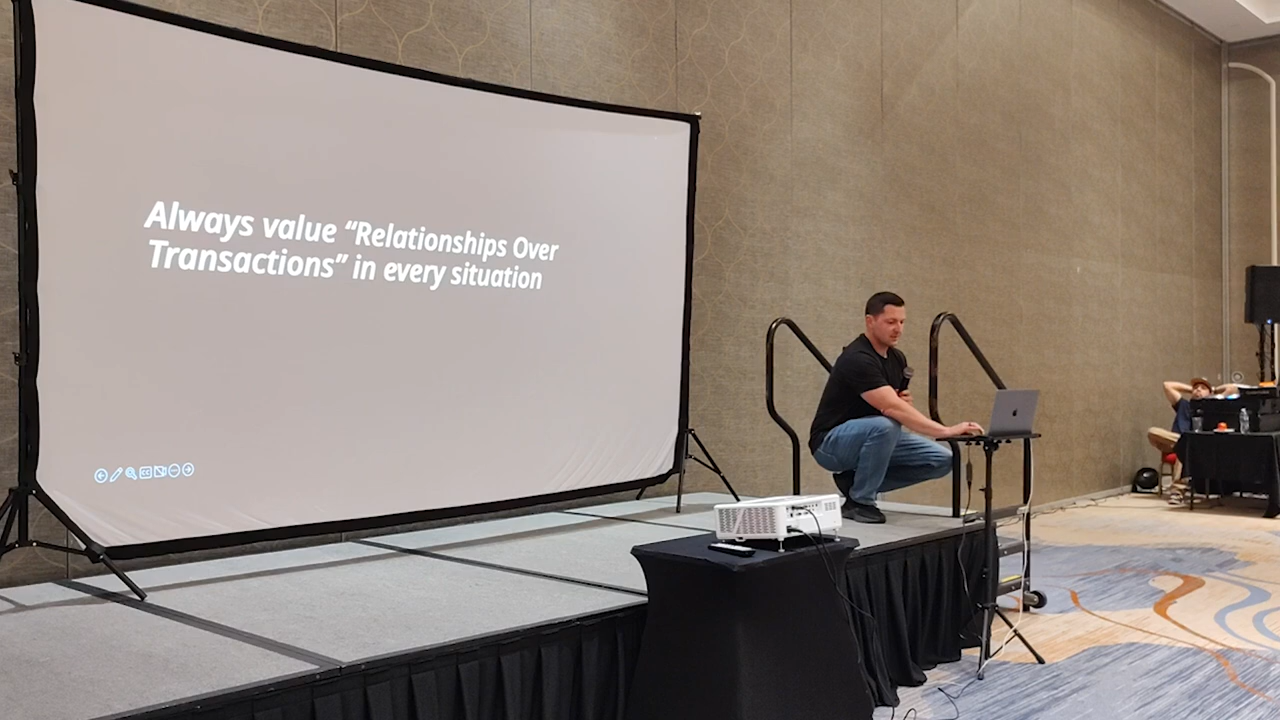 Always value “Relationships Over
Transactions” in every situation